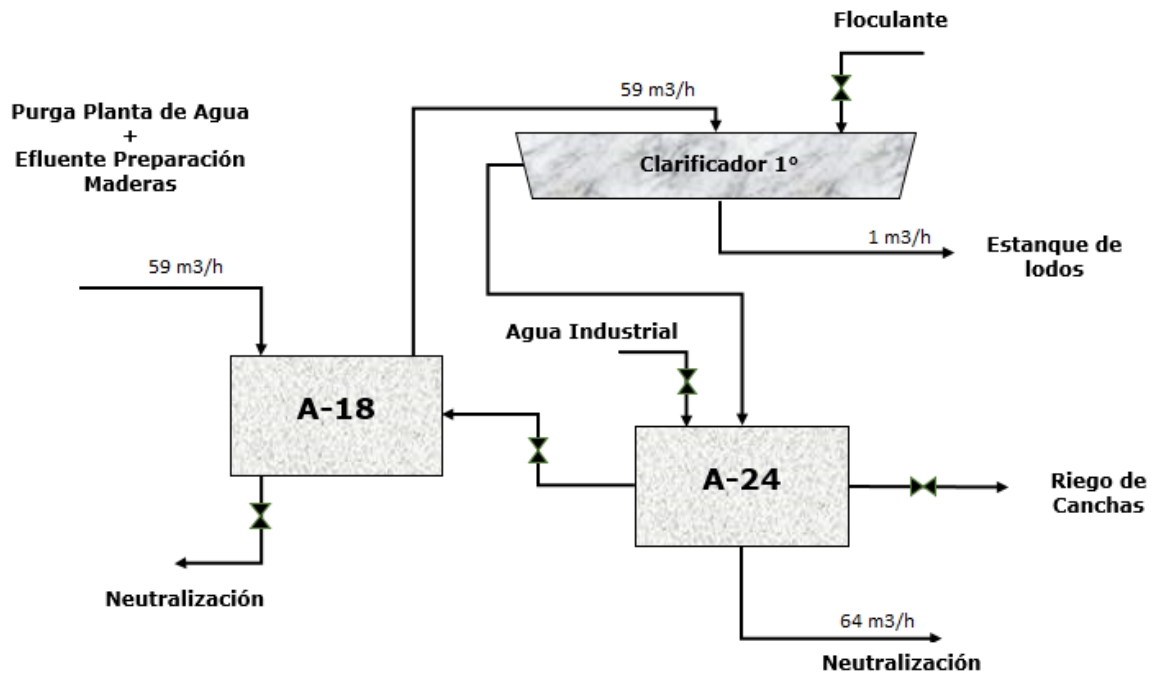 Floculante
59 m3/h
Purga Planta de Agua
+
Efluente Preparación
Maderas
Clarificador 1°
1 m3/h
Estanque de
lodos
59 m3/h
Agua Industrial
A-18
A-24
Riego de
Canchas
Neutralización
64 m3/h
Neutralización